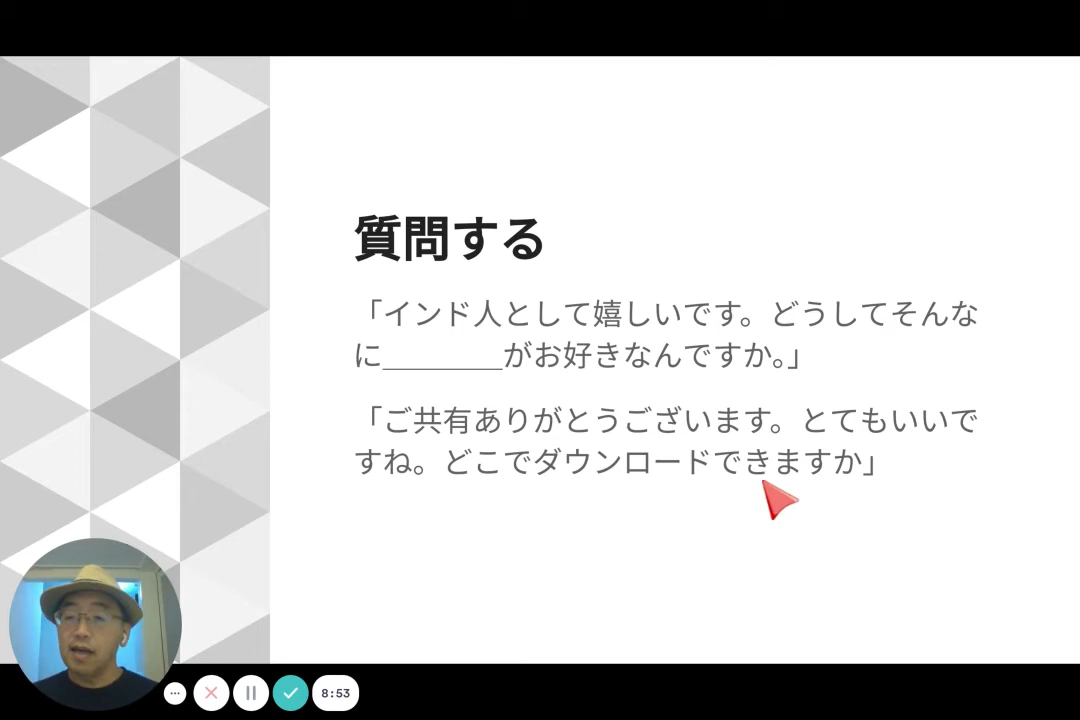 質問する
「インド人として嬉しいです。どうしてそんな
に________がお好きなんですか。」
「ご共有ありがとうございます。とてもいいで
すね。どこでダウンロードできますか」
8:53